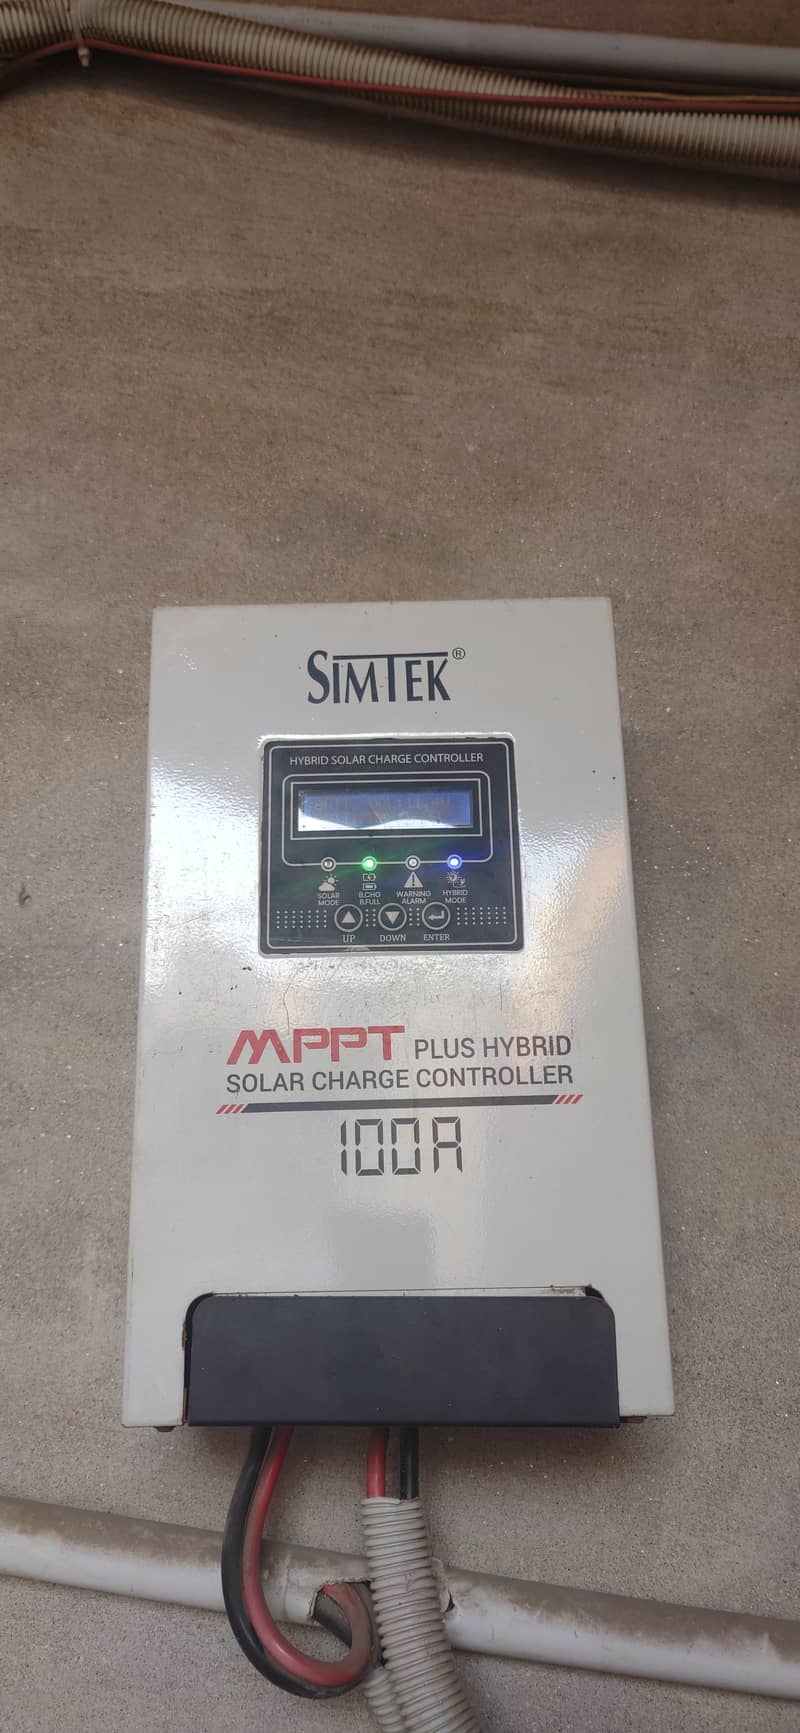 SIMTEK®
HYBRID SOLAR CHARGE CONTROLLER
SOLAR MODE
B.CHG B.FULL
WARNING ALARM
HYBRID MODE
UP
DOWN
ENTER
MPPT PLUS HYBRID
SOLAR CHARGE CONTROLLER
100A